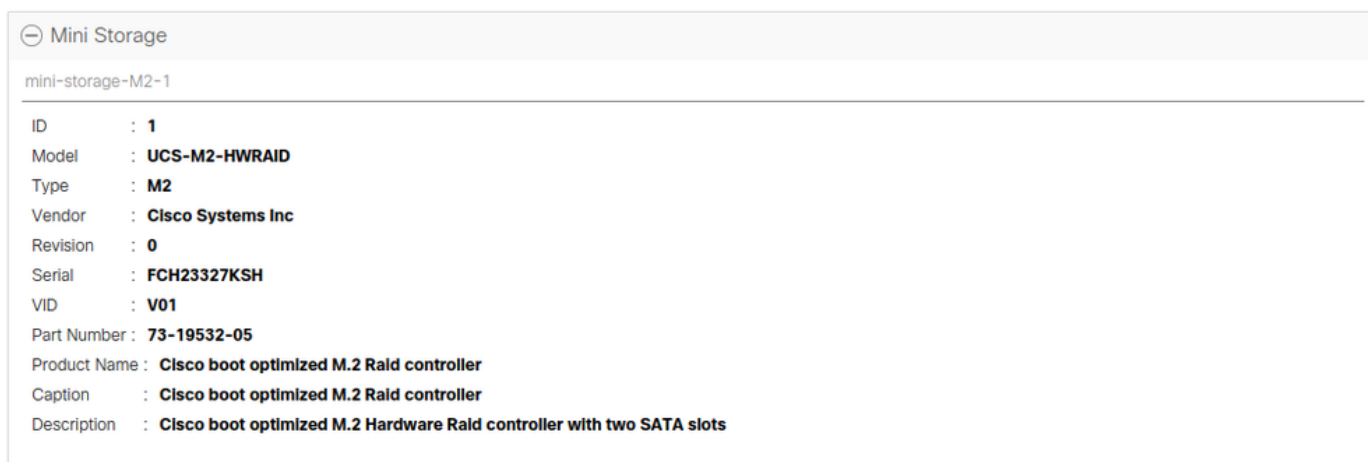 Mini Storage
mini-storage-M2-1
ID : 1
Model : UCS-M2-HWRAID
Type : M2
Vendor : Cisco Systems Inc
Revision : 0
Serial : FCH23327KSH
VID : V01
Part Number : 73-19532-05
Product Name : Cisco boot optimized M.2 Raid controller
Caption : Cisco boot optimized M.2 Raid controller
Description : Cisco boot optimized M.2 Hardware Raid controller with two SATA slots